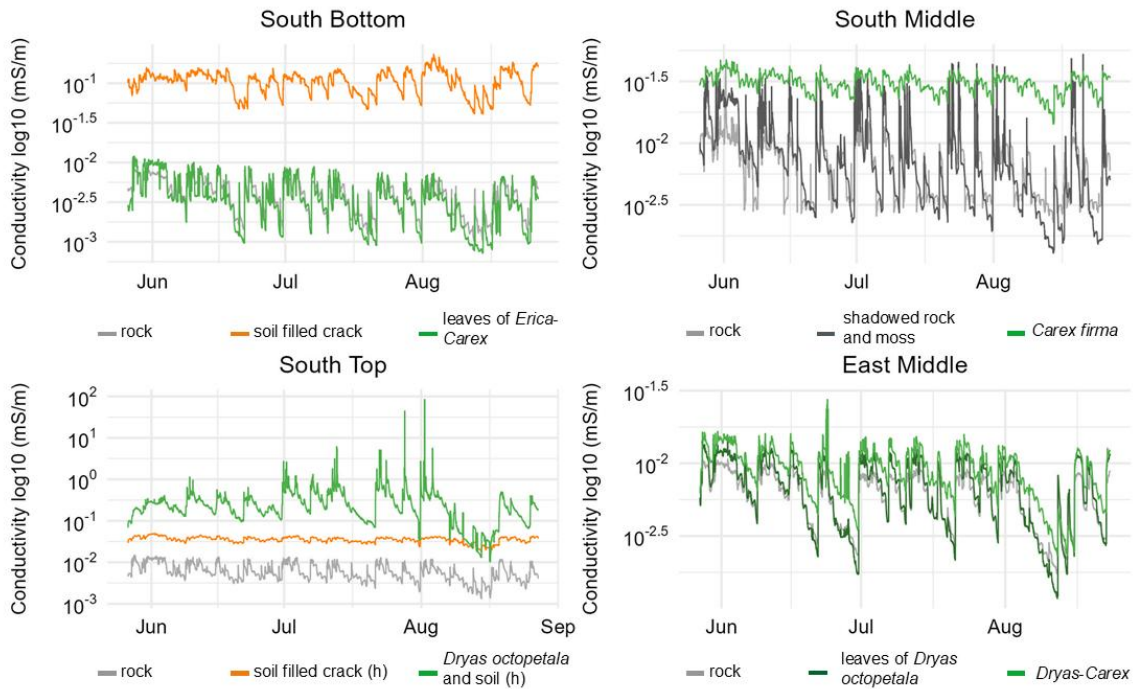 South Bottom
Conductivity log10 (mS/m)
10^-1
10^-1.5
10^-2
10^-2.5
10^-3
Jun Jul Aug
rock soil filled crack leaves of Erica-
Carex
South Middle
Conductivity log10 (mS/m)
10^-1.5
10^-2
10^-2.5
Jun Jul Aug
rock shadowed rock
and moss Carex firma
South Top
Conductivity log10 (mS/m)
10^2
10^1
10^0
10^-1
10^-2
10^-3
Jun Jul Aug Sep
rock soil filled crack (h) Dryas octopetala
and soil (h)
East Middle
Conductivity log10 (mS/m)
10^-1.5
10^-2
10^-2.5
Jun Jul Aug
rock leaves of Dryas
octopetala Dryas-Carex